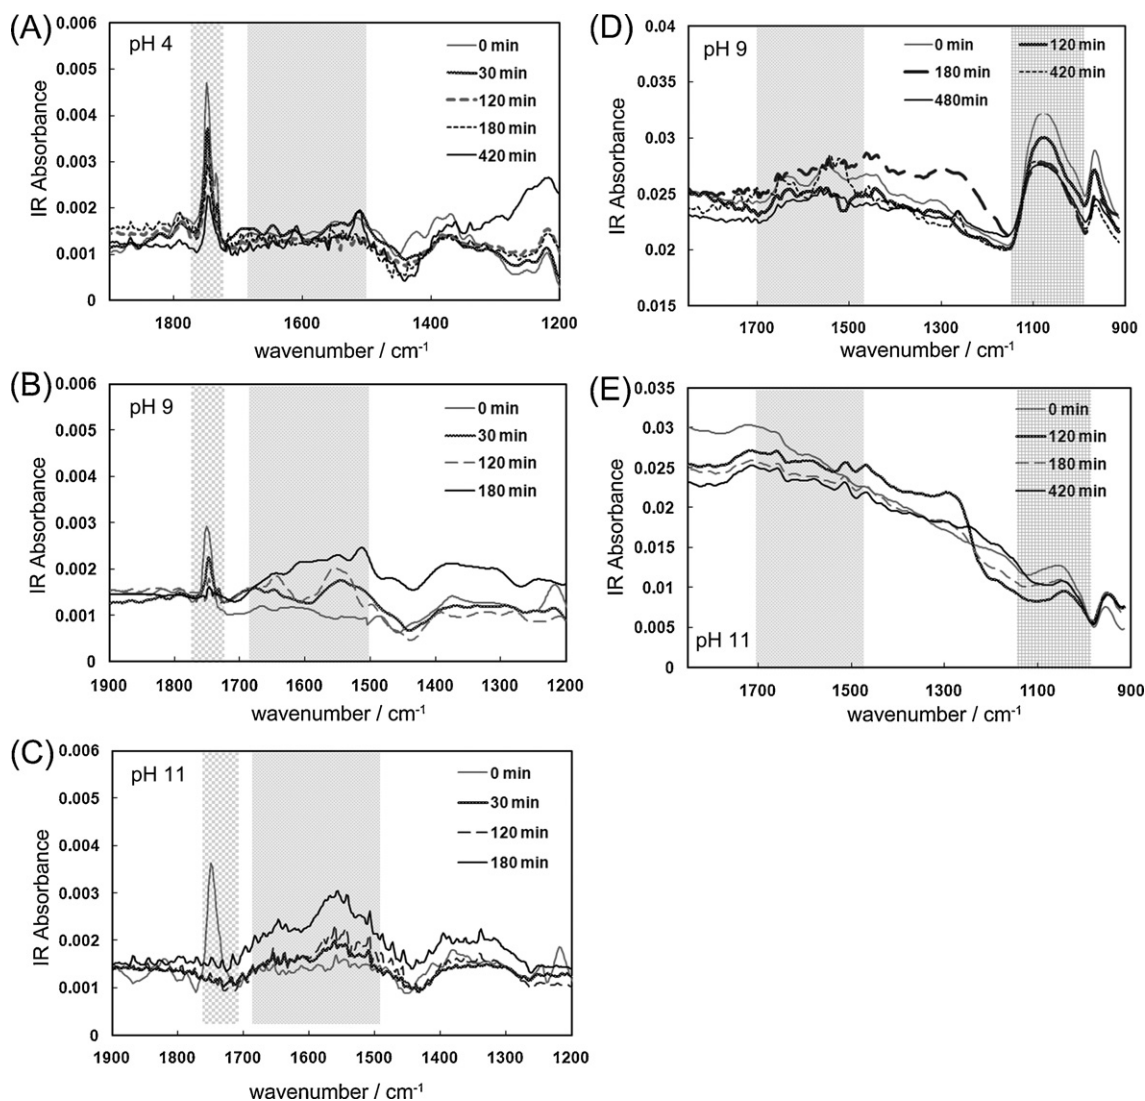 (A)
0.006
0.005
0.004
0.003
0.002
0.001
0
IR Absorbance
pH 4
0 min
30 min
120 min
180 min
420 min
1800 1600 1400 1200
wavenumber / cm-1
(D)
0.04
0.035
0.03
0.025
0.02
0.015
IR Absorbance
pH 9
0 min 120 min
180 min 420 min
480min
1700 1500 1300 1100 900
wavenumber / cm-1
(B)
0.006
0.005
0.004
0.003
0.002
0.001
0
IR Absorbance
pH 9
0 min
30 min
120 min
180 min
1900 1800 1700 1600 1500 1400 1300 1200
wavenumber / cm-1
(E)
0.035
0.03
0.025
0.02
0.015
0.01
0.005
0
IR Absorbance
0 min
120 min
180 min
420 min
pH 11
1700 1500 1300 1100 900
wavenumber / cm-1
(C)
0.006
0.005
0.004
0.003
0.002
0.001
0
IR Absorbance
pH 11
0 min
30 min
120 min
180 min
1900 1800 1700 1600 1500 1400 1300 1200
wavenumber / cm-1